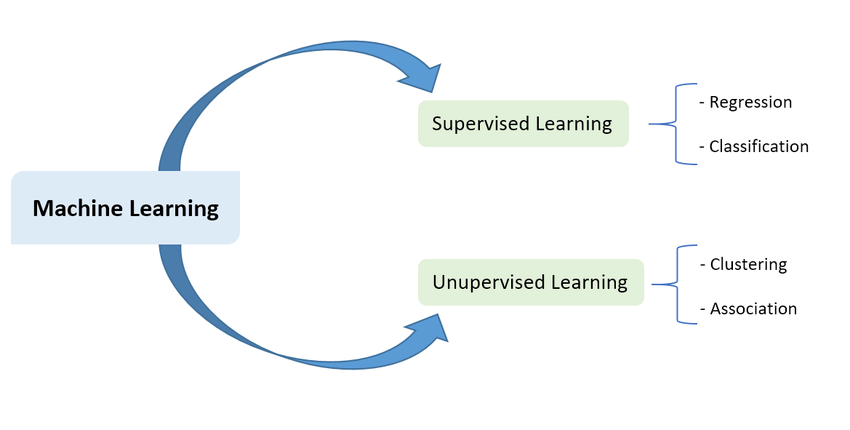 Machine Learning
Supervised Learning
- Regression
- Classification
Unupervised Learning
- Clustering
- Association